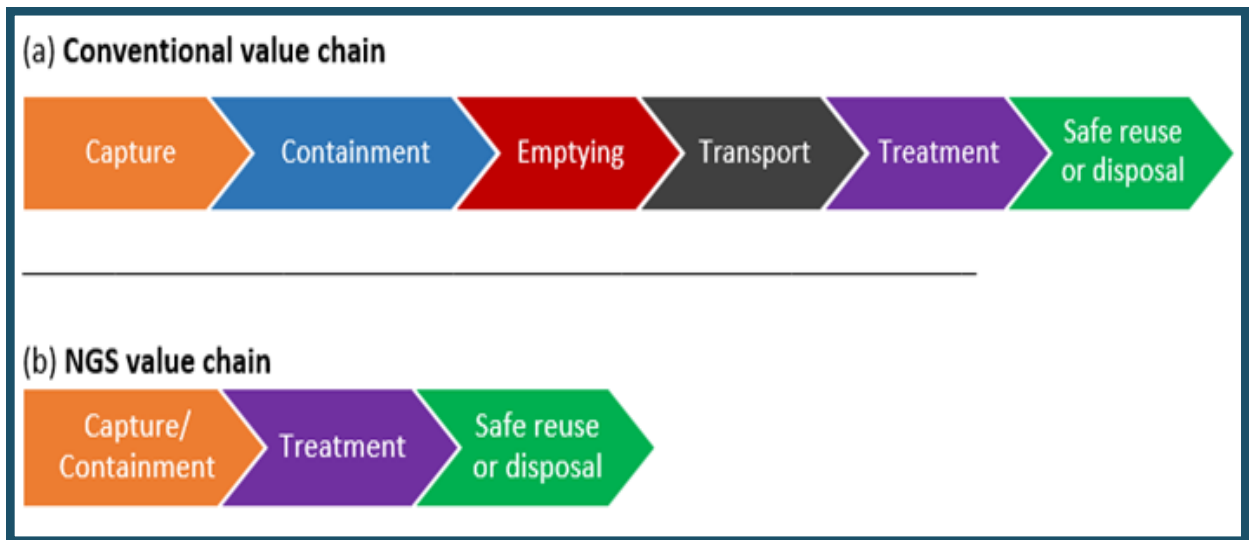 (a) Conventional value chain
Capture
Containment
Emptying
Transport
Treatment
Safe reuse
or disposal
(b) NGS value chain
Capture/
Containment
Treatment
Safe reuse
or disposal